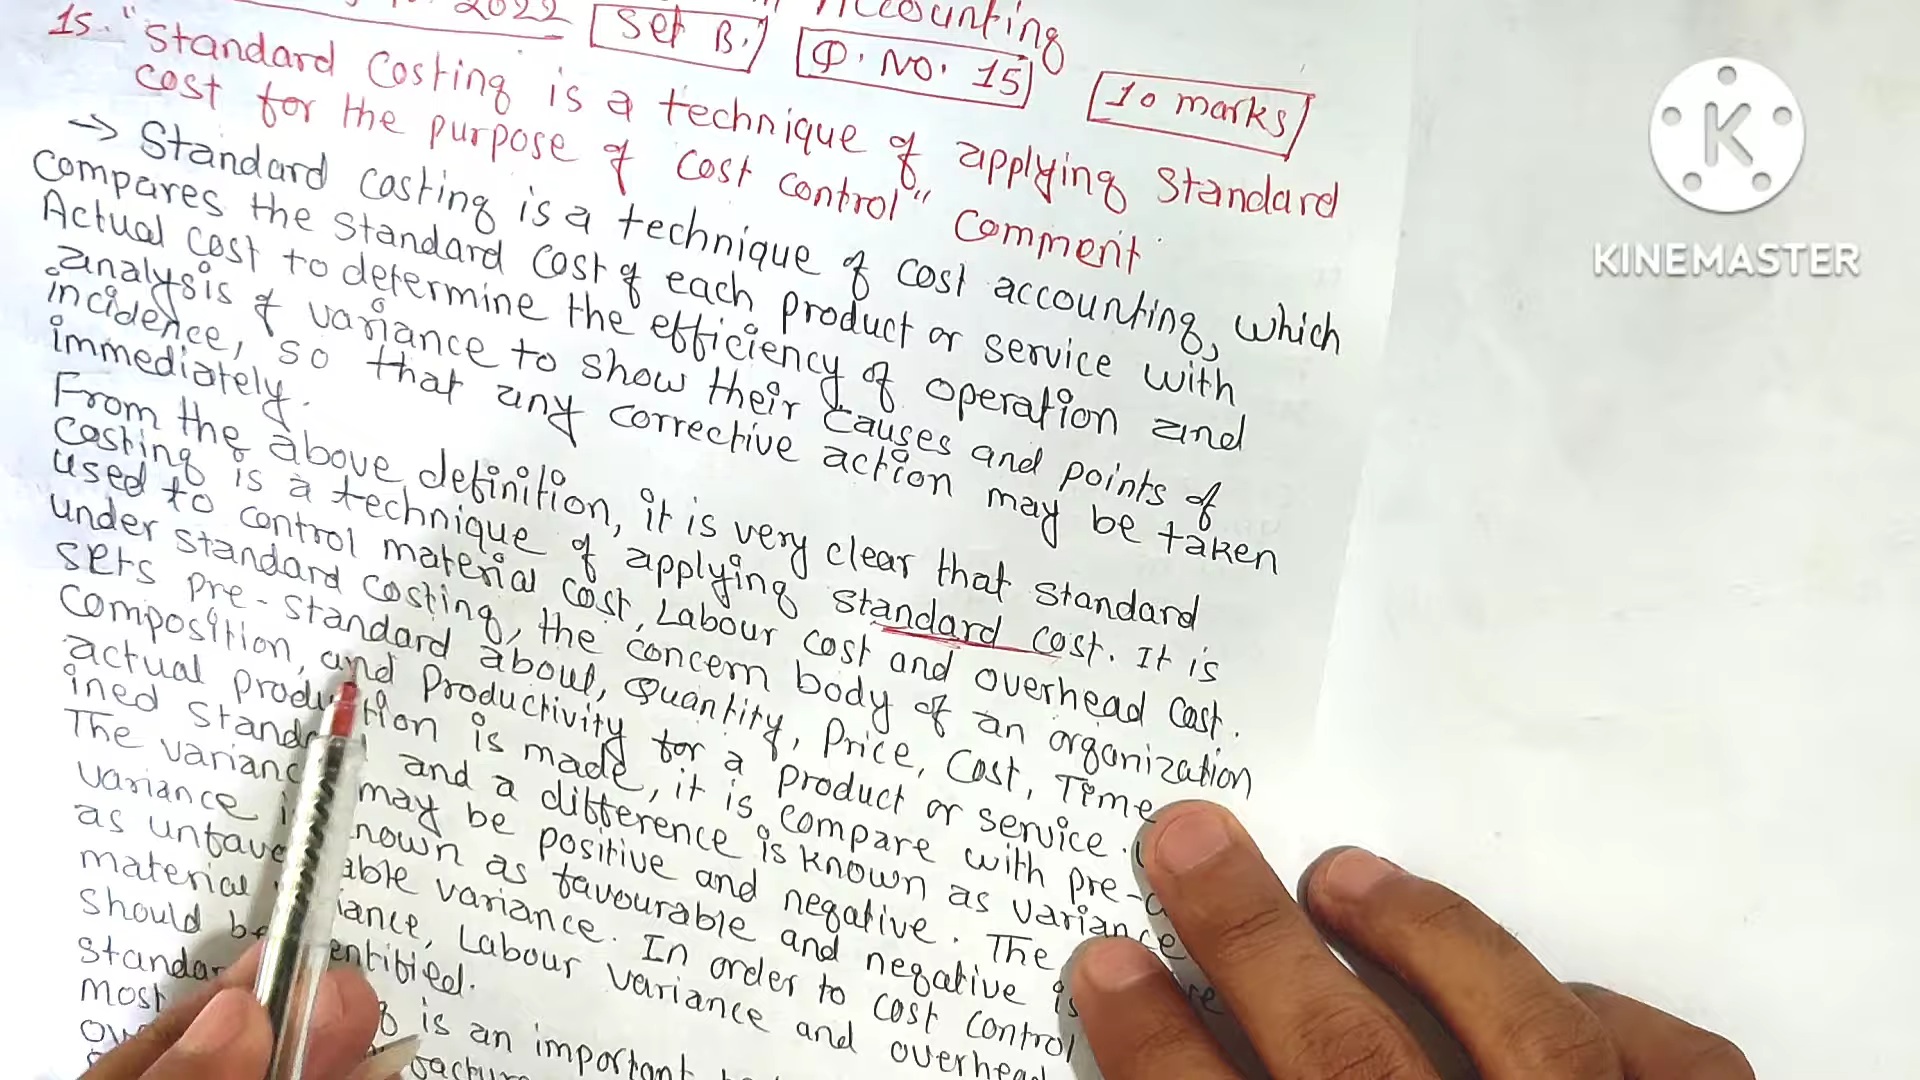 2022 Accounting
Set B. Q. No. 15 10 marks
15. "Standard Costing is a technique of applying Standard
cost for the purpose of cost control" Comment
→ Standard costing is a technique of cost accounting, which
compares the standard cost of each product or service with
Actual cost to determine the efficiency of operation and
analysis of variance to show their causes and points of
incidence, so that any corrective action may be taken
immediately.
From the above definition, it is very clear that standard
costing is a technique of applying standard cost. It is
used to control material cost, Labour cost and overhead cost.
under standard costing, the concern body of an organization
sets pre-standard about, quantity, Price, Cost, Time
composition, and productivity for a product or service.
actual production is made, it is compare with pre-
ined and a difference is known as variance
The may be positive and negative. The
variance known as favourable and negative is
as variance. In order to cost control
material Labour variance and overhead
should be
is an important
most
KINEMASTER